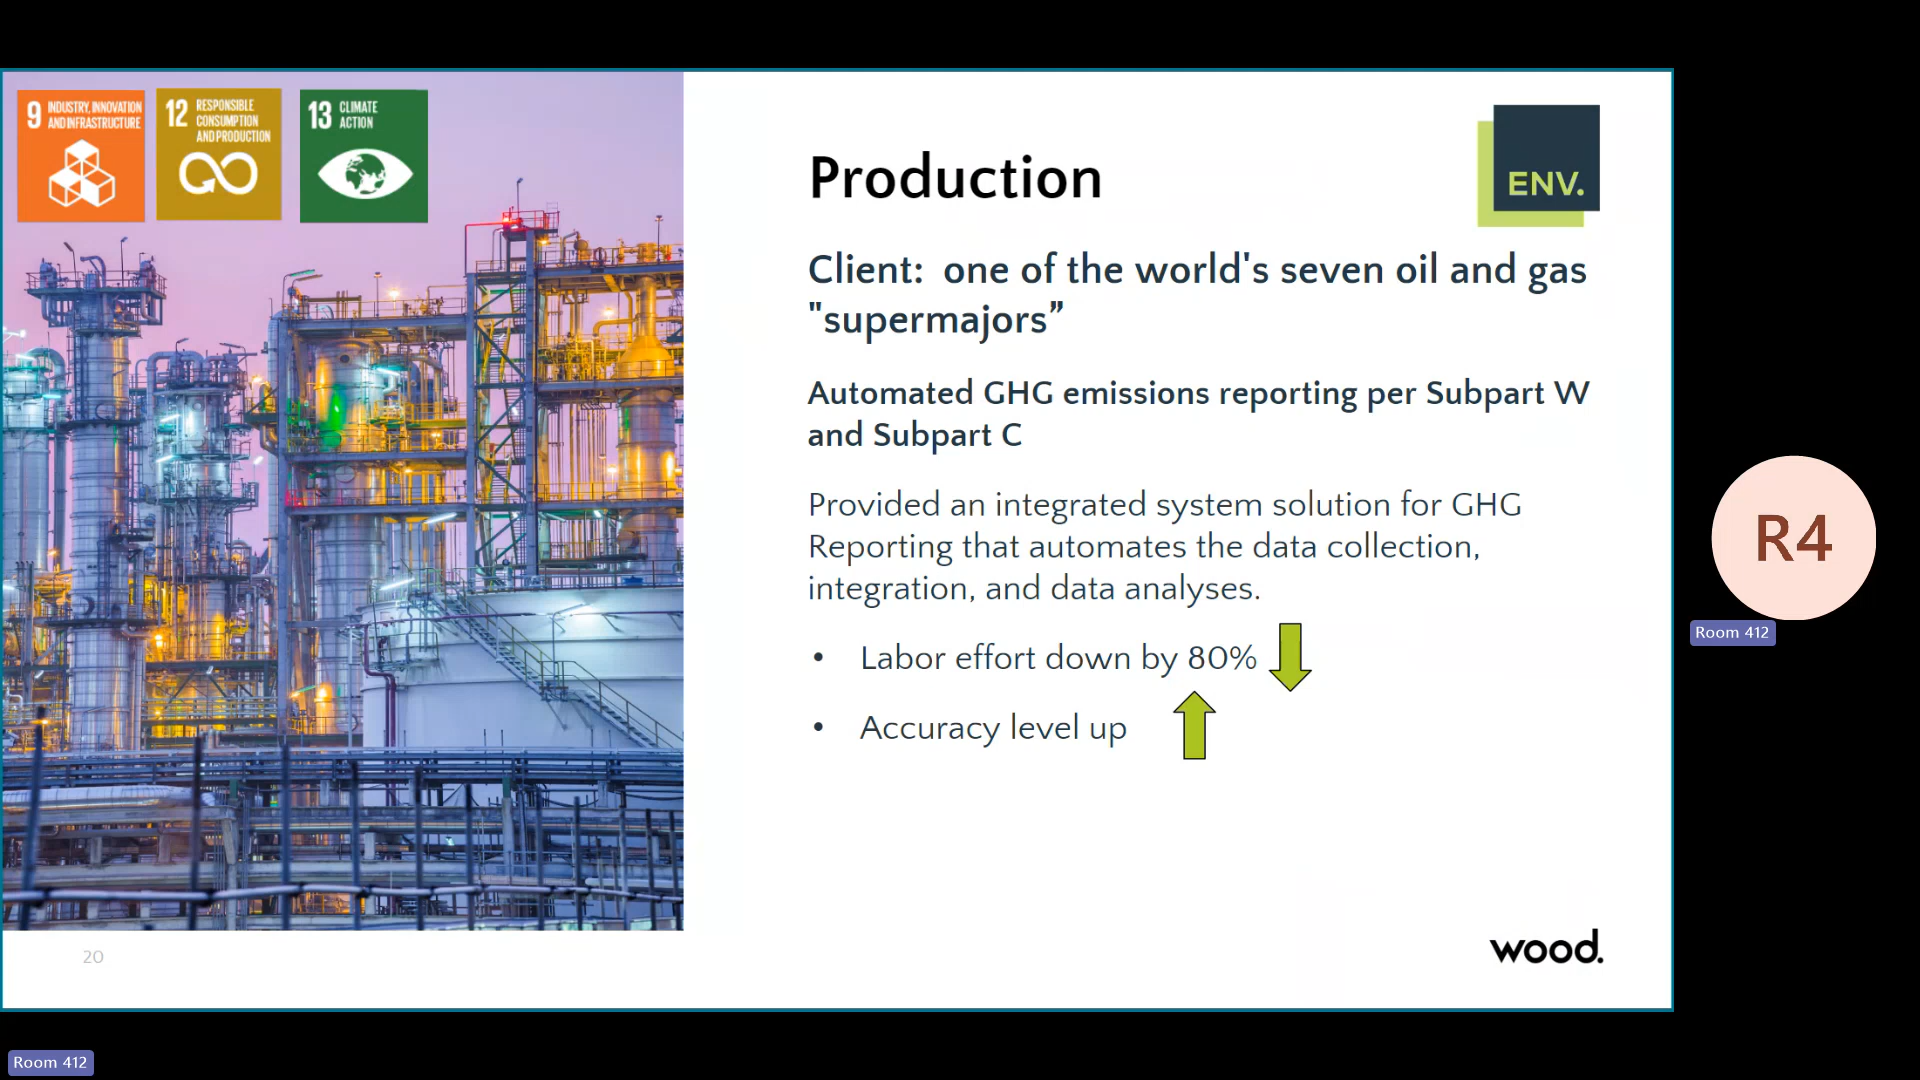 9 INDUSTRY, INNOVATION
AND INFRASTRUCTURE
12 RESPONSIBLE
CONSUMPTION
AND PRODUCTION
13 CLIMATE
ACTION
Production
ENV.
Client:  one of the world's seven oil and gas
"supermajors”
Automated GHG emissions reporting per Subpart W
and Subpart C
Provided an integrated system solution for GHG
Reporting that automates the data collection,
integration, and data analyses.
• Labor effort down by 80%
• Accuracy level up
20
wood.
R4
Room 412
Room 412